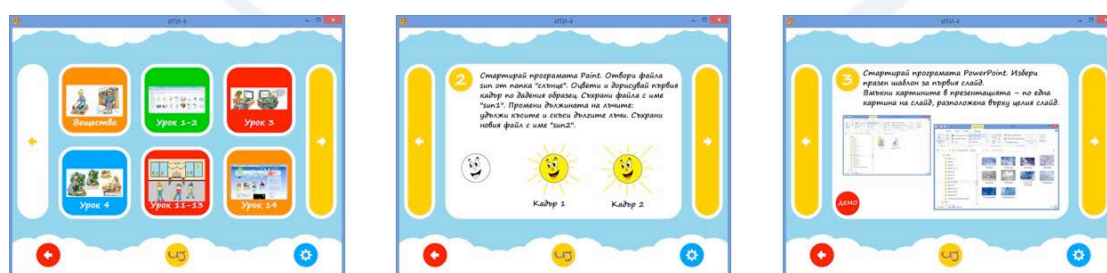 ИТИ-4
Вещества
Урок 1-2
Урок 3
Урок 4
Урок 11-13
Урок 14
ИТИ-4
2
Стартирай програмата Paint. Отвори файла
sun от папка "слънце". Оцвети и дорисувай първия
кадър по дадения образец. Съхрани файла с име
"sun1". Промени дължината на лъчите:
удължи късите и скъси дългите лъчи. Съхрани
новия файл с име "sun2".
Кадър 1
Кадър 2
ИТИ-4
3
Стартирай програмата PowerPoint. Избери
празен шаблон за първия слайд.
Вмъкни картините в презентацията – по една
картина на слайд, разположена върху целия слайд.
ДЕМО